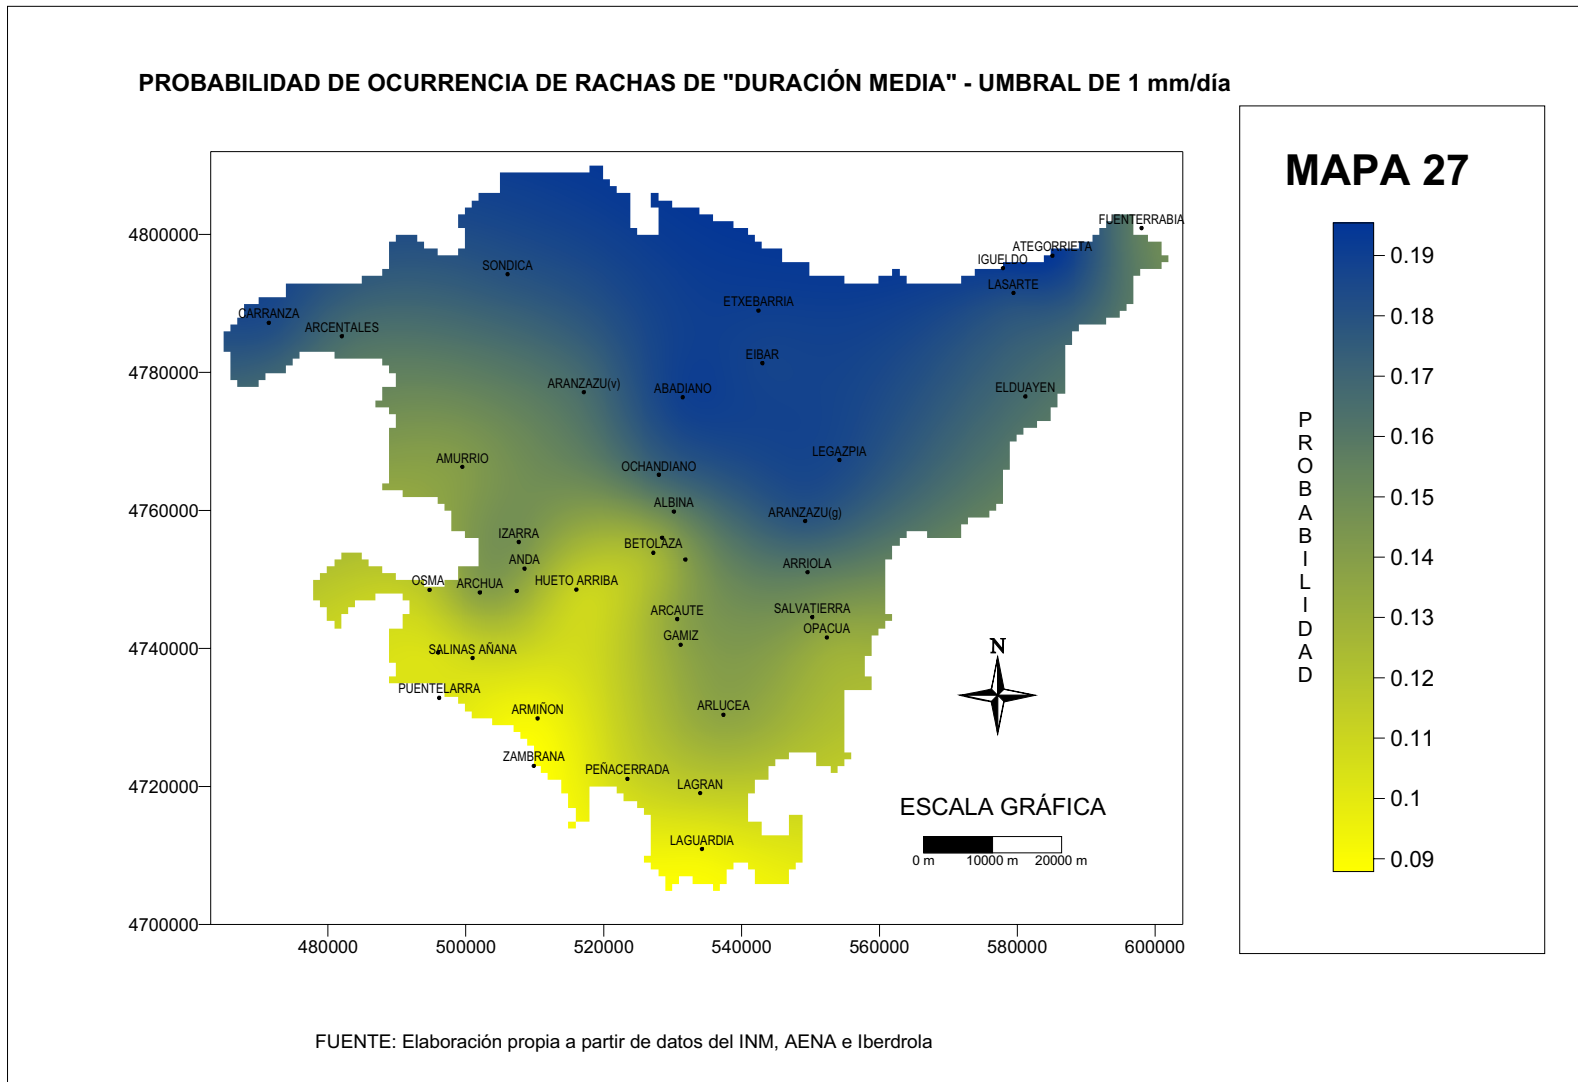 PROBABILIDAD DE OCURRENCIA DE RACHAS DE "DURACIÓN MEDIA" - UMBRAL DE 1 mm/día
MAPA 27
4800000
4780000
4760000
4740000
4720000
4700000
480000
500000
520000
540000
560000
580000
600000
FUENTERRABIA
ATEGORRIETA
IGUELDO
LASARTE
SONDICA
ETXEBARRIA
CARRANZA
ARCENTALES
EIBAR
ARANZAZU(v)
ABADIANO
ELDUAYEN
AMURRIO
OCHANDIANO
LEGAZPIA
ALBINA
ARANZAZU(g)
IZARRA
BETOLAZA
ANDA
ARRIOLA
OSMA
ARCHUA
HUETO ARRIBA
ARCAUTE
SALVATIERRA
GAMIZ
OPACUA
SALINAS AÑANA
PUENTELARRA
ARMIÑON
ARLUCEA
ZAMBRANA
PEÑACERRADA
LAGRAN
LAGUARDIA
N
ESCALA GRÁFICA
0 m
10000 m
20000 m
PROBABILIDAD
0.19
0.18
0.17
0.16
0.15
0.14
0.13
0.12
0.11
0.1
0.09
FUENTE: Elaboración propia a partir de datos del INM, AENA e Iberdrola